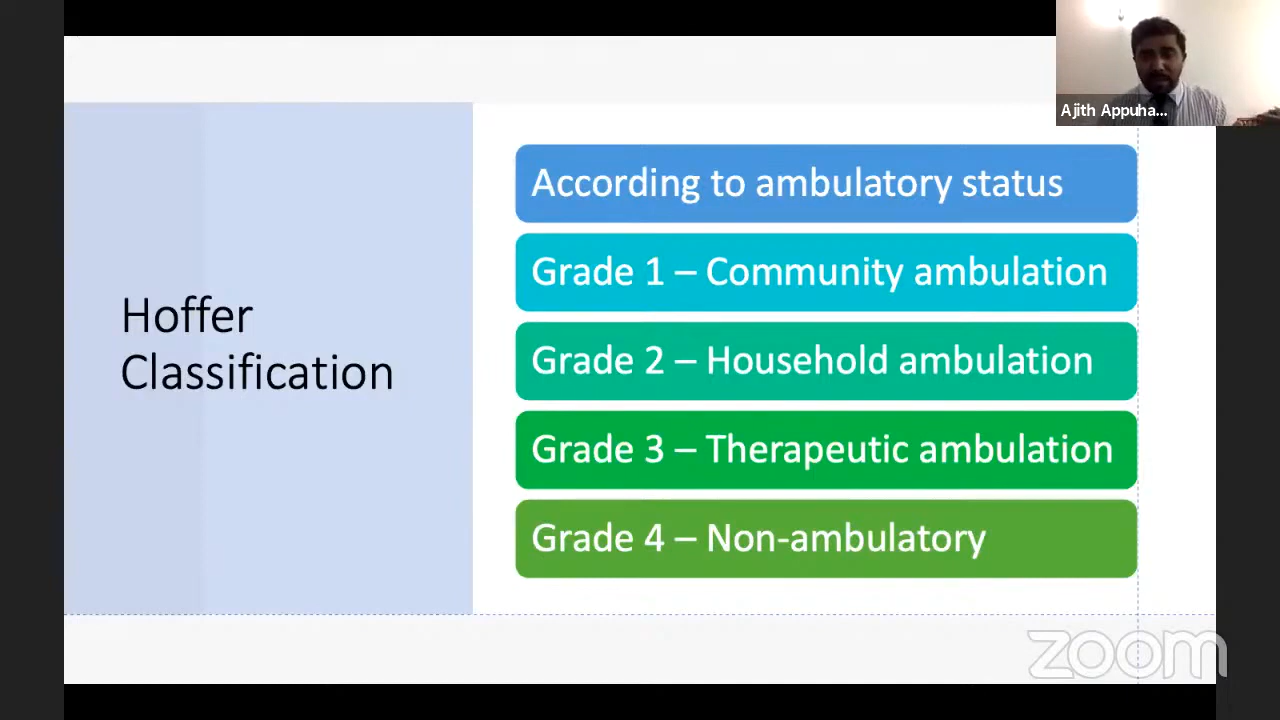 Ajith Appuha...
According to ambulatory status
Grade 1 – Community ambulation
Hoffer
Classification
Grade 2 – Household ambulation
Grade 3 – Therapeutic ambulation
Grade 4 – Non-ambulatory
zoom